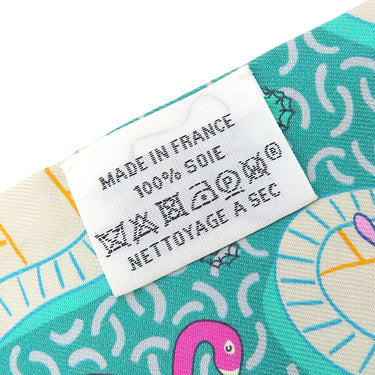 MADE IN FRANCE
100% SOIE
NETTOYAGE A SEC